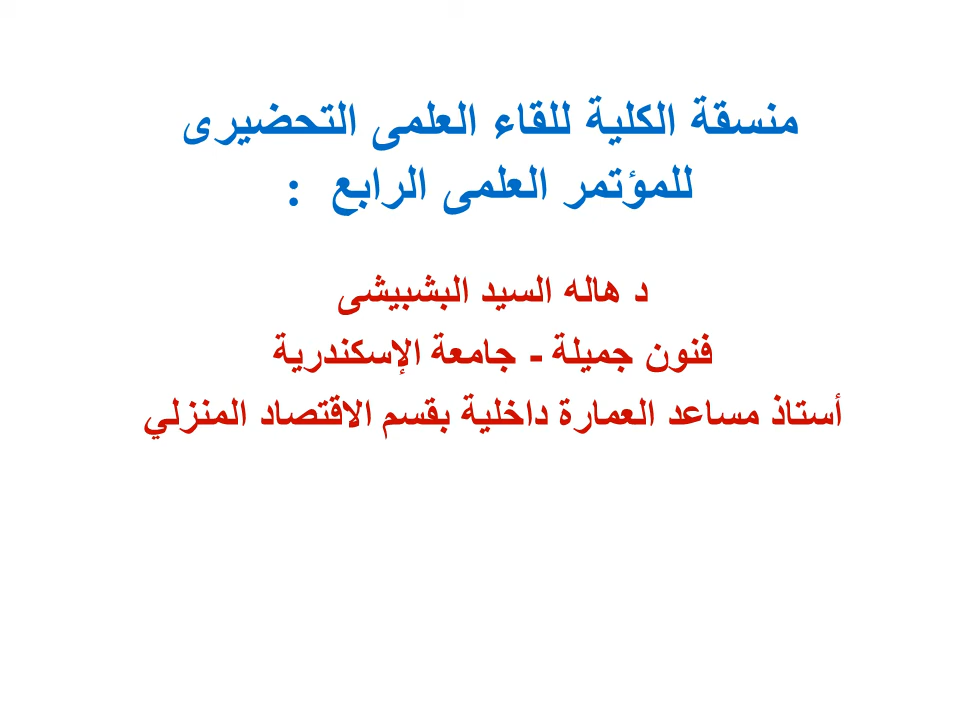 منسقة الكلية للقاء العلمى التحضيرى
للمؤتمر العلمى الرابع :
د هاله السيد البشبيشى
فنون جميلة - جامعة الإسكندرية
أستاذ مساعد العمارة داخلية بقسم الاقتصاد المنزلي